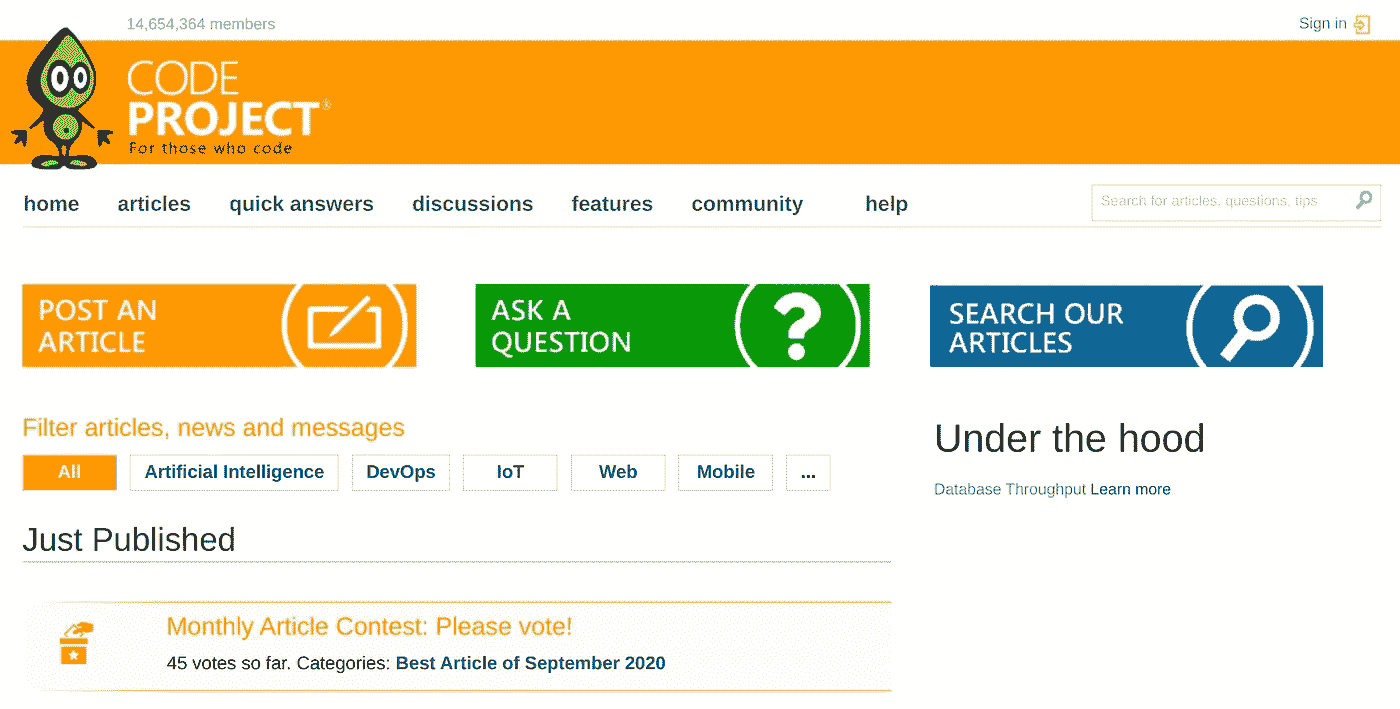 14,654,364 members
Sign in
CODE
PROJECT®
For those who code
home articles quick answers discussions features community help
Search for articles, questions, tips
POST AN
ARTICLE
ASK A
QUESTION
SEARCH OUR
ARTICLES
Filter articles, news and messages
All Artificial Intelligence DevOps IoT Web Mobile ...
Under the hood
Database Throughput Learn more
Just Published
Monthly Article Contest: Please vote!
45 votes so far. Categories: Best Article of September 2020